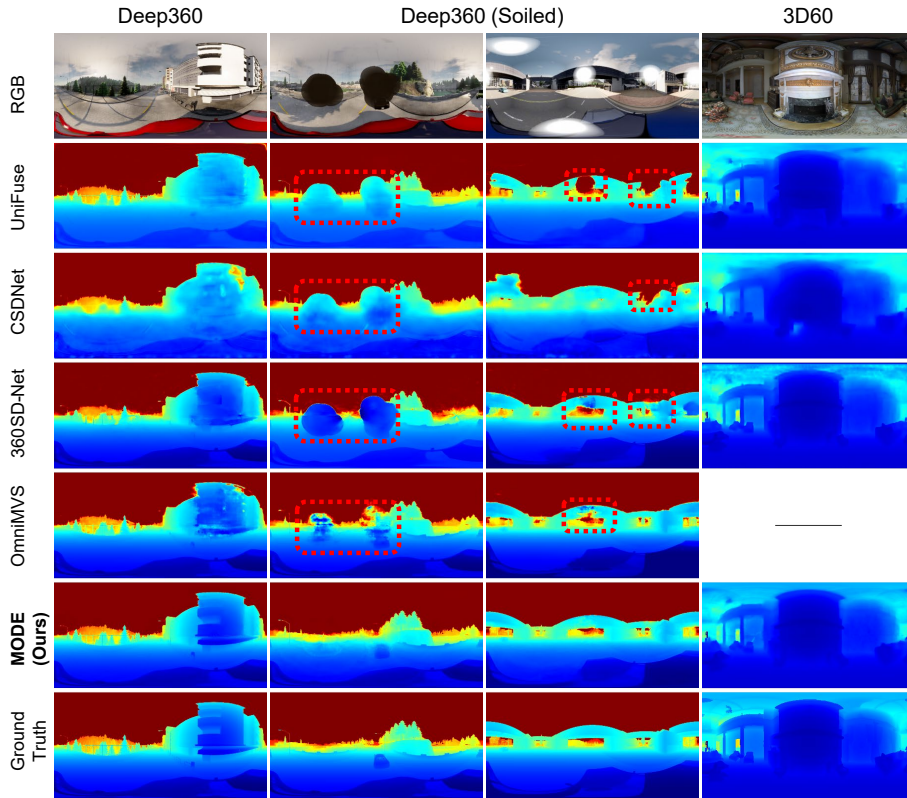 Deep360
Deep360 (Soiled)
3D60
RGB
UniFuse
CSDNet
360SD-Net
OmniMVS
MODE
(Ours)
Ground
Truth